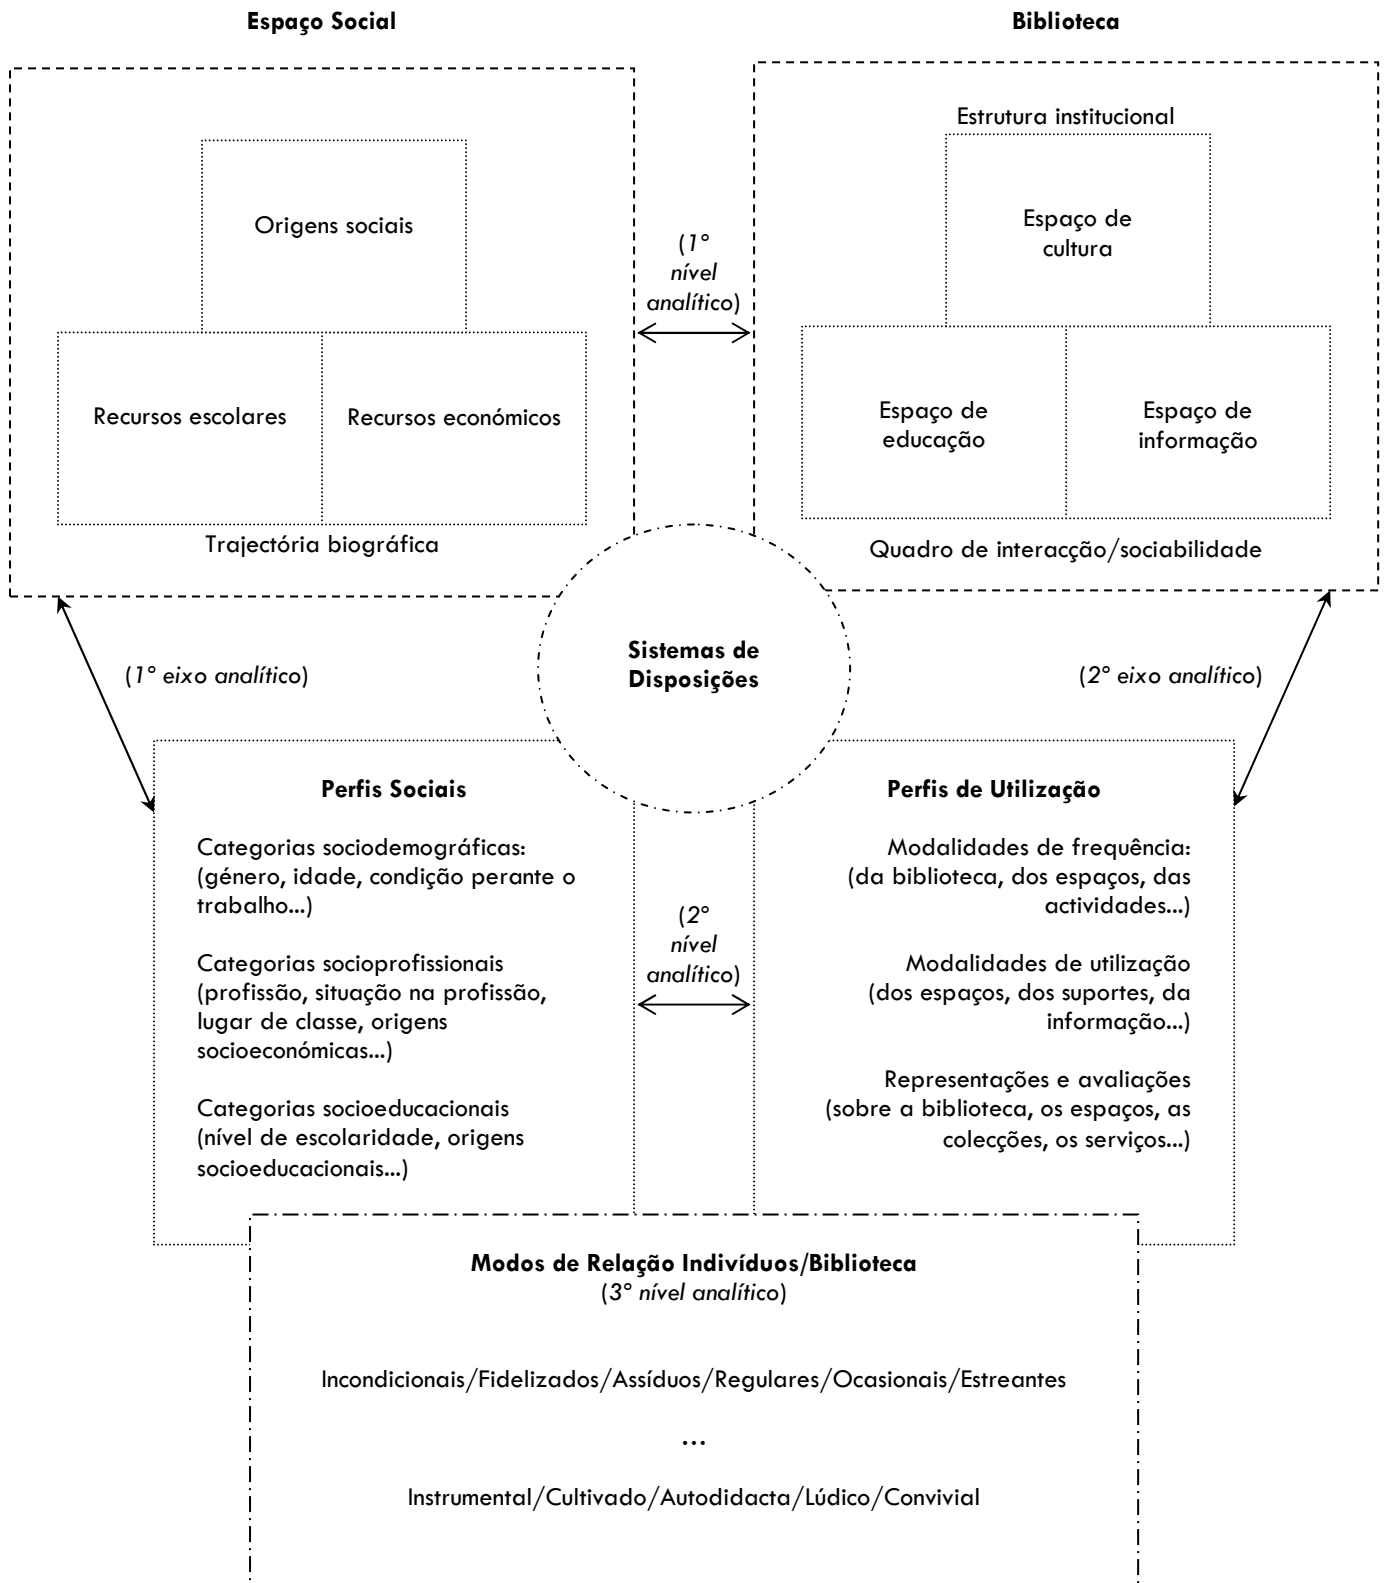 Espaço Social
Biblioteca
Origens sociais
Recursos escolares
Recursos económicos
Trajectória biográfica
(1º
nível
analítico)
Estrutura institucional
Espaço de
cultura
Espaço de
educação
Espaço de
informação
Quadro de interacção/sociabilidade
Sistemas de
Disposições
(1º eixo analítico)
(2º eixo analítico)
Perfis Sociais
Categorias sociodemográficas:
(género, idade, condição perante o
trabalho...)
Categorias socioprofissionais
(profissão, situação na profissão,
lugar de classe, origens
socioeconómicas...)
Categorias socioeducacionais
(nível de escolaridade, origens
socioeducacionais...)
(2º
nível
analítico)
Perfis de Utilização
Modalidades de frequência:
(da biblioteca, dos espaços, das
actividades...)
Modalidades de utilização
(dos espaços, dos suportes, da
informação...)
Representações e avaliações
(sobre a biblioteca, os espaços, as
colecções, os serviços...)
Modos de Relação Indivíduos/Biblioteca
(3º nível analítico)
Incondicionais/Fidelizados/Assíduos/Regulares/Ocasionais/Estreantes
...
Instrumental/Cultivado/Autodidacta/Lúdico/Convivial